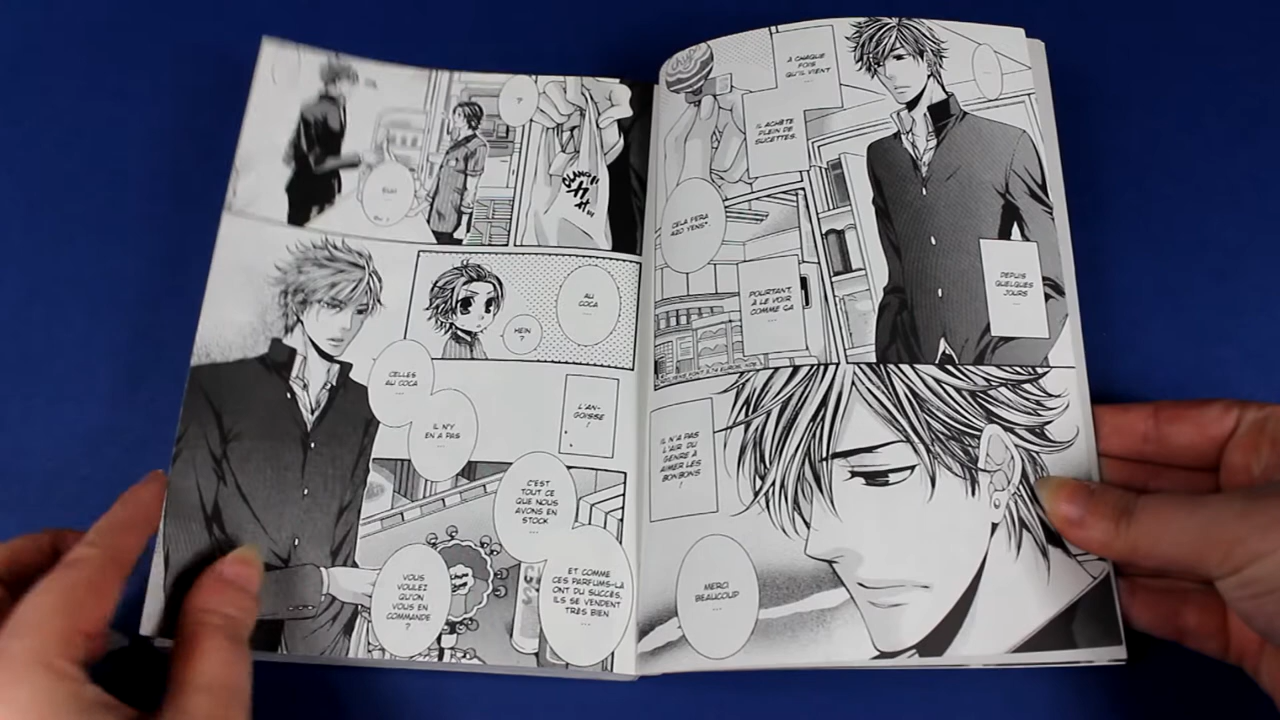 ?
CLANG!!
AU
COCA
...
HEIN
?
CELLES
AU COCA
...
IL N'Y
EN A PAS
...
L'AN-
GOISSE
!
C'EST
TOUT CE
QUE NOUS
AVONS EN
STOCK
...
ET COMME
CES PARFUMS-LÀ
ONT DU SUCCÈS,
ILS SE VENDENT
TRÈS BIEN
...
VOUS
VOULEZ
QU'ON
VOUS EN
COMMANDE
?
À CHAQUE
FOIS
QU'IL VIENT
...
...
IL ACHÈTE
PLEIN DE
SUCETTES.
CELA FERA
420 YENS*.
DEPUIS
QUELQUES
JOURS
...
POURTANT,
À LE VOIR
COMME ÇA
...
IL N'A PAS
L'AIR DU
GENRE À
AIMER LES
BONBONS
!
MERCI
BEAUCOUP
...